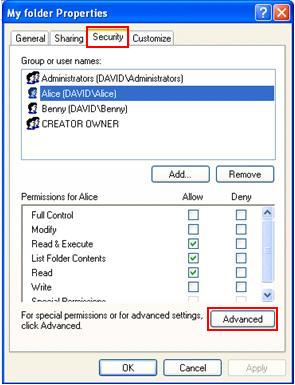 My folder Properties
General Sharing Security Customize
Group or user names:
Administrators (DAVID\Administrators)
Alice (DAVID\Alice)
Benny (DAVID\Benny)
CREATOR OWNER
Add... Remove
Permissions for Alice Allow Deny
Full Control
Modify
Read & Execute
List Folder Contents
Read
Write
Special Permissions
For special permissions or for advanced settings,
click Advanced.
Advanced
OK Cancel Apply